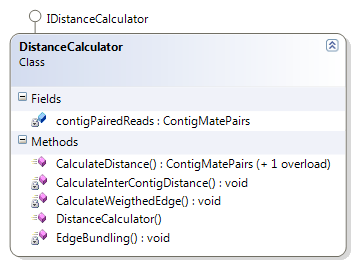 IDistanceCalculator
DistanceCalculator
Class
Fields
contigPairedReads : ContigMatePairs
Methods
CalculateDistance() : ContigMatePairs (+ 1 overload)
CalculateInterContigDistance() : void
CalculateWeigthedEdge() : void
DistanceCalculator()
EdgeBundling() : void